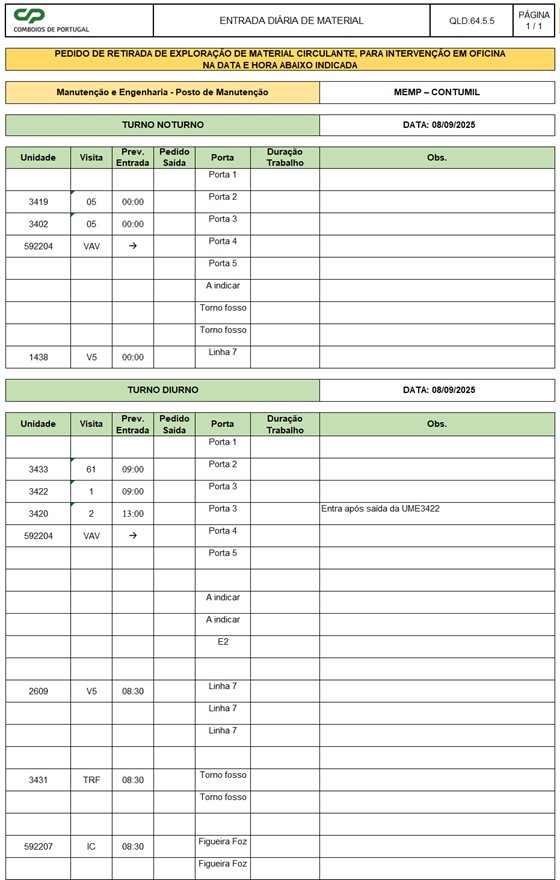 CP
COMBOIOS DE PORTUGAL
ENTRADA DIÁRIA DE MATERIAL
QLD.64.5.5
PÁGINA
1 / 1
PEDIDO DE RETIRADA DE EXPLORAÇÃO DE MATERIAL CIRCULANTE, PARA INTERVENÇÃO EM OFICINA
NA DATA E HORA ABAIXO INDICADA
Manutenção e Engenharia - Posto de Manutenção MEMP – CONTUMIL
TURNO NOTURNO DATA: 08/09/2025
Unidade Visita Prev. Entrada Pedido Saída Porta Duração Trabalho Obs.
Porta 1
3419 05 00:00 Porta 2
3402 05 00:00 Porta 3
592204 VAV → Porta 4
Porta 5
A indicar
Torno fosso
Torno fosso
1438 V5 00:00 Linha 7
TURNO DIURNO DATA: 08/09/2025
Unidade Visita Prev. Entrada Pedido Saída Porta Duração Trabalho Obs.
Porta 1
3433 61 09:00 Porta 2
3422 1 09:00 Porta 3
3420 2 13:00 Porta 3 Entra após saída da UME3422
592204 VAV → Porta 4
Porta 5
A indicar
A indicar
E2
2609 V5 08:30 Linha 7
Linha 7
Linha 7
3431 TRF 08:30 Torno fosso
Torno fosso
592207 IC 08:30 Figueira Foz
Figueira Foz